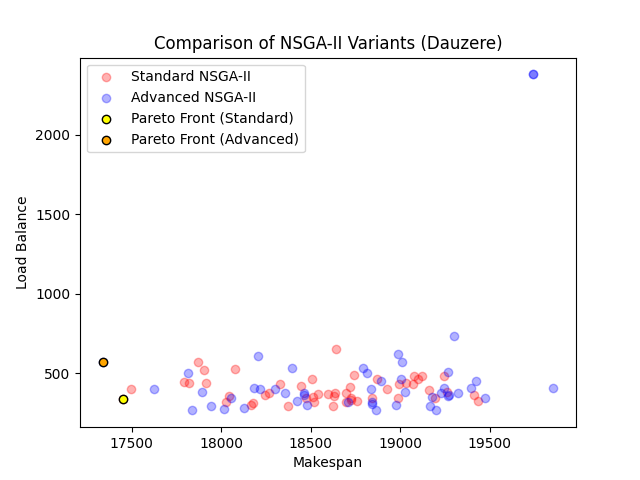 Comparison of NSGA-II Variants (Dauzere)
Standard NSGA-II
Advanced NSGA-II
Pareto Front (Standard)
Pareto Front (Advanced)
Load Balance
2000
1500
1000
500
17500 18000 18500 19000 19500
Makespan